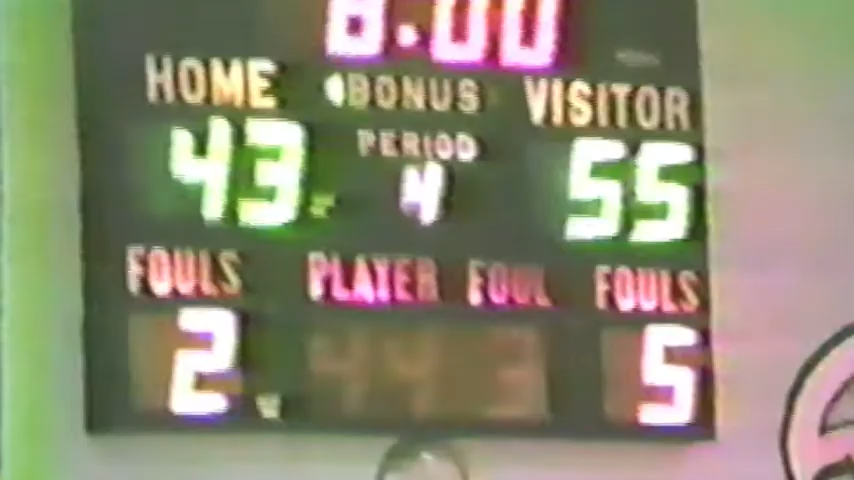 8.00
HOME BONUS VISITOR
PERIOD
43 4 55
FOULS PLAYER FOUL FOULS
2 5